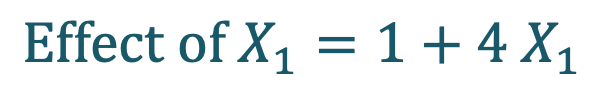 Effect of X₁ = 1 + 4 X₁